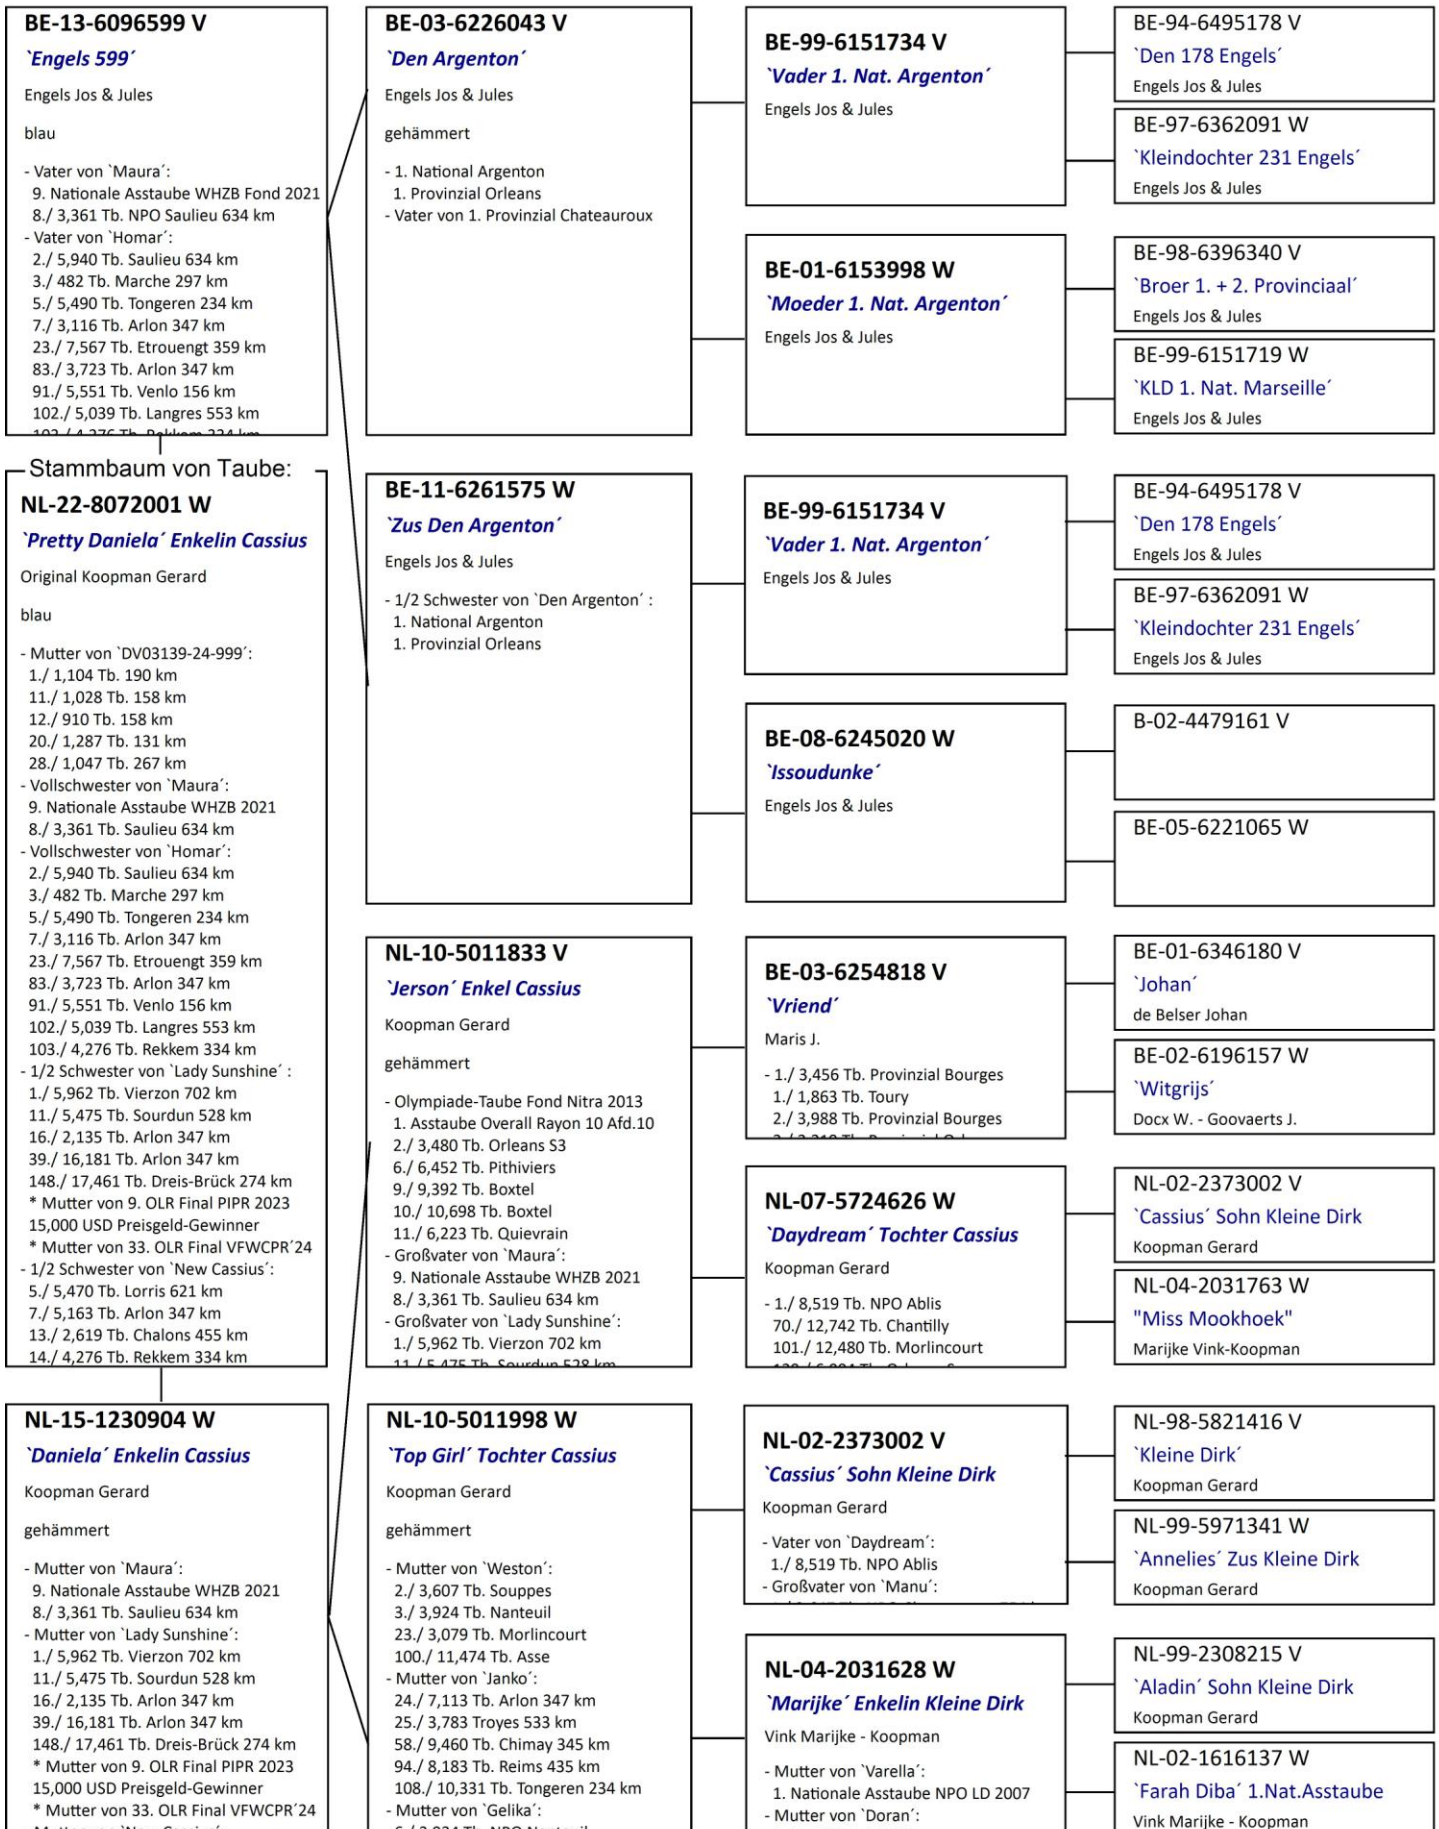 BE-13-6096599 V
`Engels 599´
Engels Jos & Jules
blau
- Vater von `Maura´:
9. Nationale Asstaube WHZB Fond 2021
8./ 3,361 Tb. NPO Saulieu 634 km
- Vater von `Homar´:
2./ 5,940 Tb. Saulieu 634 km
3./ 482 Tb. Marche 297 km
5./ 5,490 Tb. Tongeren 234 km
7./ 3,116 Tb. Arlon 347 km
23./ 7,567 Tb. Etrouengt 359 km
83./ 3,723 Tb. Arlon 347 km
91./ 5,551 Tb. Venlo 156 km
102./ 5,039 Tb. Langres 553 km
103./ 4,276 Tb. Rekkem 334 km
Stammbaum von Taube:
NL-22-8072001 W
`Pretty Daniela´ Enkelin Cassius
Original Koopman Gerard
blau
- Mutter von `DV03139-24-999´:
1./ 1,104 Tb. 190 km
11./ 1,028 Tb. 158 km
12./ 910 Tb. 158 km
20./ 1,287 Tb. 131 km
28./ 1,047 Tb. 267 km
- Vollschwester von `Maura´:
9. Nationale Asstaube WHZB 2021
8./ 3,361 Tb. Saulieu 634 km
- Vollschwester von `Homar´:
2./ 5,940 Tb. Saulieu 634 km
3./ 482 Tb. Marche 297 km
5./ 5,490 Tb. Tongeren 234 km
7./ 3,116 Tb. Arlon 347 km
23./ 7,567 Tb. Etrouengt 359 km
83./ 3,723 Tb. Arlon 347 km
91./ 5,551 Tb. Venlo 156 km
102./ 5,039 Tb. Langres 553 km
103./ 4,276 Tb. Rekkem 334 km
- 1/2 Schwester von `Lady Sunshine´ :
1./ 5,962 Tb. Vierzon 702 km
11./ 5,475 Tb. Sourdun 528 km
16./ 2,135 Tb. Arlon 347 km
39./ 16,181 Tb. Arlon 347 km
148./ 17,461 Tb. Dreis-Brück 274 km
* Mutter von 9. OLR Final PIPR 2023
15,000 USD Preisgeld-Gewinner
* Mutter von 33. OLR Final VFWCPR´24
- 1/2 Schwester von `New Cassius´:
5./ 5,470 Tb. Lorris 621 km
7./ 5,163 Tb. Arlon 347 km
13./ 2,619 Tb. Chalons 455 km
14./ 4,276 Tb. Rekkem 334 km
NL-15-1230904 W
`Daniela´ Enkelin Cassius
Koopman Gerard
gehämmert
- Mutter von `Maura´:
9. Nationale Asstaube WHZB 2021
8./ 3,361 Tb. Saulieu 634 km
- Mutter von `Lady Sunshine´:
1./ 5,962 Tb. Vierzon 702 km
11./ 5,475 Tb. Sourdun 528 km
16./ 2,135 Tb. Arlon 347 km
39./ 16,181 Tb. Arlon 347 km
148./ 17,461 Tb. Dreis-Brück 274 km
* Mutter von 9. OLR Final PIPR 2023
15,000 USD Preisgeld-Gewinner
* Mutter von 33. OLR Final VFWCPR´24
BE-03-6226043 V
`Den Argenton´
Engels Jos & Jules
gehämmert
- 1. National Argenton
1. Provinzial Orleans
- Vater von 1. Provinzial Chateauroux
BE-11-6261575 W
`Zus Den Argenton´
Engels Jos & Jules
- 1/2 Schwester von `Den Argenton´ :
1. National Argenton
1. Provinzial Orleans
NL-10-5011833 V
`Jerson´ Enkel Cassius
Koopman Gerard
gehämmert
- Olympiade-Taube Fond Nitra 2013
1. Asstaube Overall Rayon 10 Afd.10
2./ 3,480 Tb. Orleans S3
6./ 6,452 Tb. Pithiviers
9./ 9,392 Tb. Boxtel
10./ 10,698 Tb. Boxtel
11./ 6,223 Tb. Quievrain
- Großvater von `Maura´:
9. Nationale Asstaube WHZB 2021
8./ 3,361 Tb. Saulieu 634 km
- Großvater von `Lady Sunshine´:
1./ 5,962 Tb. Vierzon 702 km
11./ 5,475 Tb. Sourdun 528 km
NL-10-5011998 W
`Top Girl´ Tochter Cassius
Koopman Gerard
gehämmert
- Mutter von `Weston´:
2./ 3,607 Tb. Souppes
3./ 3,924 Tb. Nanteuil
23./ 3,079 Tb. Morlincourt
100./ 11,474 Tb. Asse
- Mutter von `Janko´:
24./ 7,113 Tb. Arlon 347 km
25./ 3,783 Troyes 533 km
58./ 9,460 Tb. Chimay 345 km
94./ 8,183 Tb. Reims 435 km
108./ 10,331 Tb. Tongeren 234 km
- Mutter von `Gelika´:
BE-99-6151734 V
`Vader 1. Nat. Argenton´
Engels Jos & Jules
BE-01-6153998 W
`Moeder 1. Nat. Argenton´
Engels Jos & Jules
BE-99-6151734 V
`Vader 1. Nat. Argenton´
Engels Jos & Jules
BE-08-6245020 W
`Issoudunke´
Engels Jos & Jules
BE-03-6254818 V
`Vriend´
Maris J.
- 1./ 3,456 Tb. Provinzial Bourges
1./ 1,863 Tb. Toury
2./ 3,988 Tb. Provinzial Bourges
NL-07-5724626 W
`Daydream´ Tochter Cassius
Koopman Gerard
- 1./ 8,519 Tb. NPO Ablis
70./ 12,742 Tb. Chantilly
101./ 12,480 Tb. Morlincourt
NL-02-2373002 V
`Cassius´ Sohn Kleine Dirk
Koopman Gerard
- Vater von `Daydream´:
1./ 8,519 Tb. NPO Ablis
- Großvater von `Manu´:
NL-04-2031628 W
`Marijke´ Enkelin Kleine Dirk
Vink Marijke - Koopman
- Mutter von `Varella´:
1. Nationale Asstaube NPO LD 2007
- Mutter von `Doran´:
BE-94-6495178 V
`Den 178 Engels´
Engels Jos & Jules
BE-97-6362091 W
`Kleindochter 231 Engels´
Engels Jos & Jules
BE-98-6396340 V
`Broer 1. + 2. Provinciaal´
Engels Jos & Jules
BE-99-6151719 W
`KLD 1. Nat. Marseille´
Engels Jos & Jules
BE-94-6495178 V
`Den 178 Engels´
Engels Jos & Jules
BE-97-6362091 W
`Kleindochter 231 Engels´
Engels Jos & Jules
B-02-4479161 V
BE-05-6221065 W
BE-01-6346180 V
`Johan´
de Belser Johan
BE-02-6196157 W
`Witgrijs´
Docx W. - Goovaerts J.
NL-02-2373002 V
`Cassius´ Sohn Kleine Dirk
Koopman Gerard
NL-04-2031763 W
"Miss Mookhoek"
Marijke Vink-Koopman
NL-98-5821416 V
`Kleine Dirk´
Koopman Gerard
NL-99-5971341 W
`Annelies´ Zus Kleine Dirk
Koopman Gerard
NL-99-2308215 V
`Aladin´ Sohn Kleine Dirk
Koopman Gerard
NL-02-1616137 W
`Farah Diba´ 1.Nat.Asstaube
Vink Marijke - Koopman